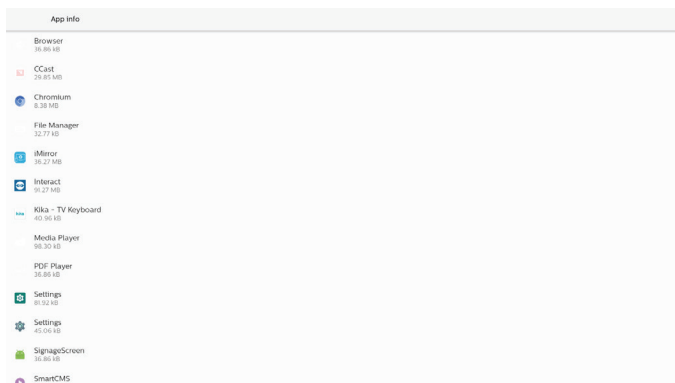 App info
Browser
36.86 kB
CCast
29.85 MB
Chromium
8.38 MB
File Manager
32.77 kB
iMirror
36.27 MB
Interact
91.27 MB
Kika - TV Keyboard
40.96 kB
Media Player
98.30 kB
PDF Player
36.86 kB
Settings
81.92 kB
Settings
45.06 kB
SignageScreen
36.86 kB
SmartCMS